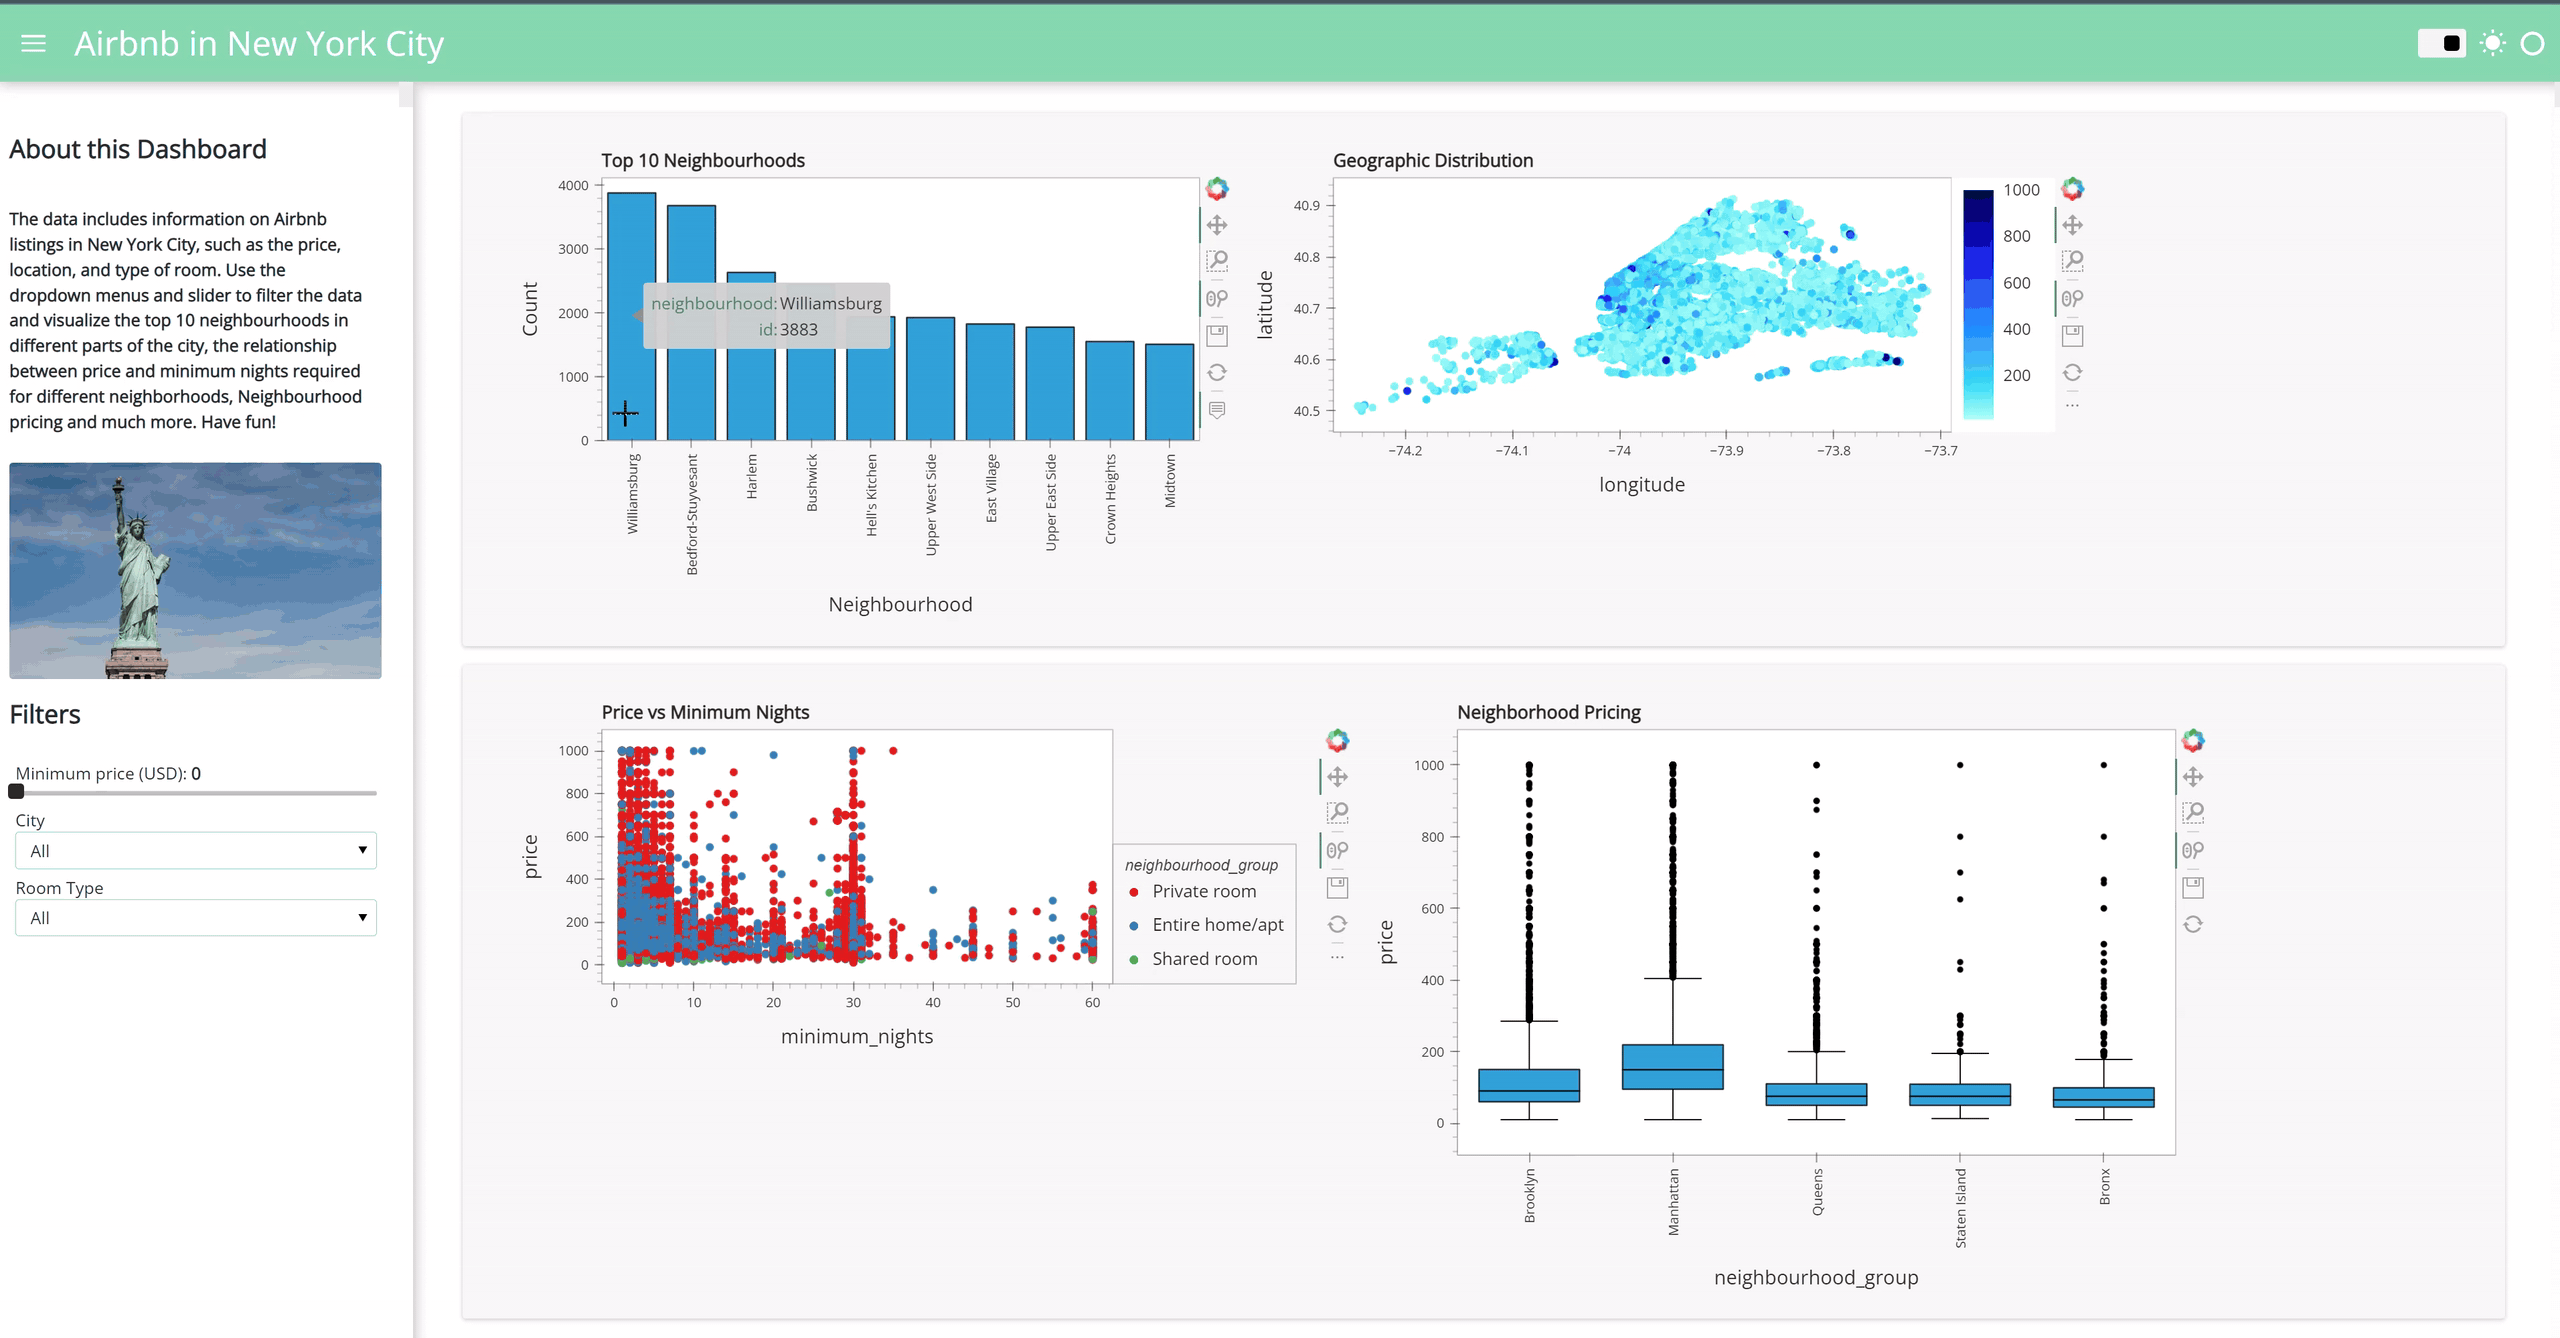 Airbnb in New York City
About this Dashboard
The data includes information on Airbnb
listings in New York City, such as the price,
location, and type of room. Use the
dropdown menus and slider to filter the data
and visualize the top 10 neighbourhoods in
different parts of the city, the relationship
between price and minimum nights required
for different neighborhoods, Neighbourhood
pricing and much more. Have fun!
Filters
Minimum price (USD): 0
City
All
Room Type
All
Top 10 Neighbourhoods
Count
4000
3000
2000
1000
0
neighbourhood: Williamsburg
id: 3883
Williamsburg
Bedford-Stuyvesant
Harlem
Bushwick
Hell's Kitchen
Upper West Side
East Village
Upper East Side
Crown Heights
Midtown
Neighbourhood
Geographic Distribution
latitude
40.9
40.8
40.7
40.6
40.5
−74.2
−74.1
−74
−73.9
−73.8
−73.7
longitude
1000
800
600
400
200
Price vs Minimum Nights
price
1000
800
600
400
200
0
0
10
20
30
40
50
60
minimum_nights
neighbourhood_group
Private room
Entire home/apt
Shared room
Neighborhood Pricing
price
1000
800
600
400
200
0
Brooklyn
Manhattan
Queens
Staten Island
Bronx
neighbourhood_group